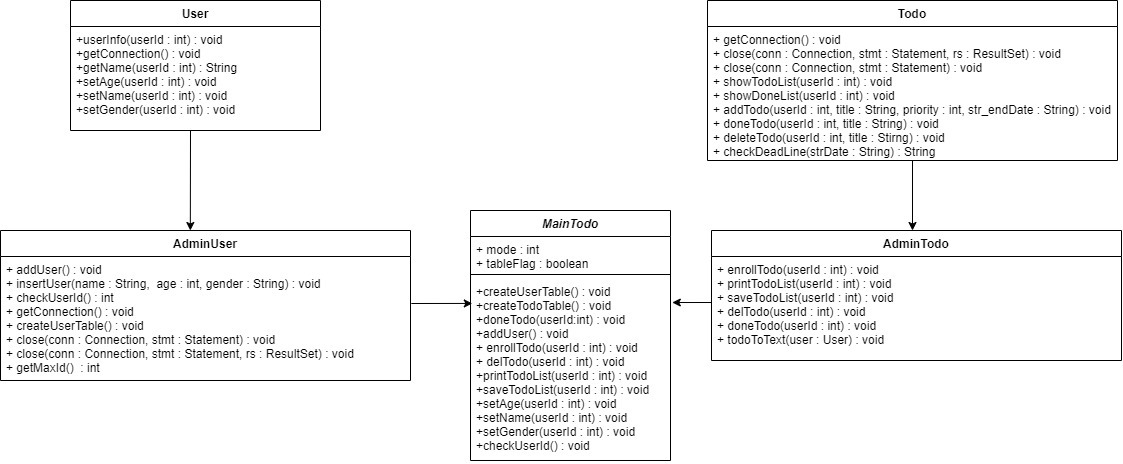 User
+userInfo(userId : int) : void
+getConnection() : void
+getName(userId : int) : String
+setAge(userId : int) : void
+setName(userId : int) : void
+setGender(userId : int) : void
Todo
+ getConnection() : void
+ close(conn : Connection, stmt : Statement, rs : ResultSet) : void
+ close(conn : Connection, stmt : Statement) : void
+ showTodoList(userId : int) : void
+ showDoneList(userId : int) : void
+ addTodo(userId : int, title : String, priority : int, str_endDate : String) : void
+ doneTodo(userId : int, title : String) : void
+ deleteTodo(userId : int, title : Stirng) : void
+ checkDeadLine(strDate : String) : String
AdminUser
+ addUser() : void
+ insertUser(name : String,  age : int, gender : String) : void
+ checkUserId() : int
+ getConnection() : void
+ createUserTable() : void
+ close(conn : Connection, stmt : Statement) : void
+ close(conn : Connection, stmt : Statement, rs : ResultSet) : void
+ getMaxId()  : int
MainTodo
+ mode : int
+ tableFlag : boolean
+createUserTable() : void
+createTodoTable() : void
+doneTodo(userId:int) : void
+addUser() : void
+ enrollTodo(userId : int) : void
+ delTodo(userId : int) : void
+printTodoList(userId : int) : void
+saveTodoList(userId : int) : void
+setAge(userId : int) : void
+setName(userId : int) : void
+setGender(userId : int) : void
+checkUserId() : void
AdminTodo
+ enrollTodo(userId : int) : void
+ printTodoList(userId : int) : void
+ saveTodoList(userId : int) : void
+ delTodo(userId : int) : void
+ doneTodo(userId : int) : void
+ todoToText(user : User) : void